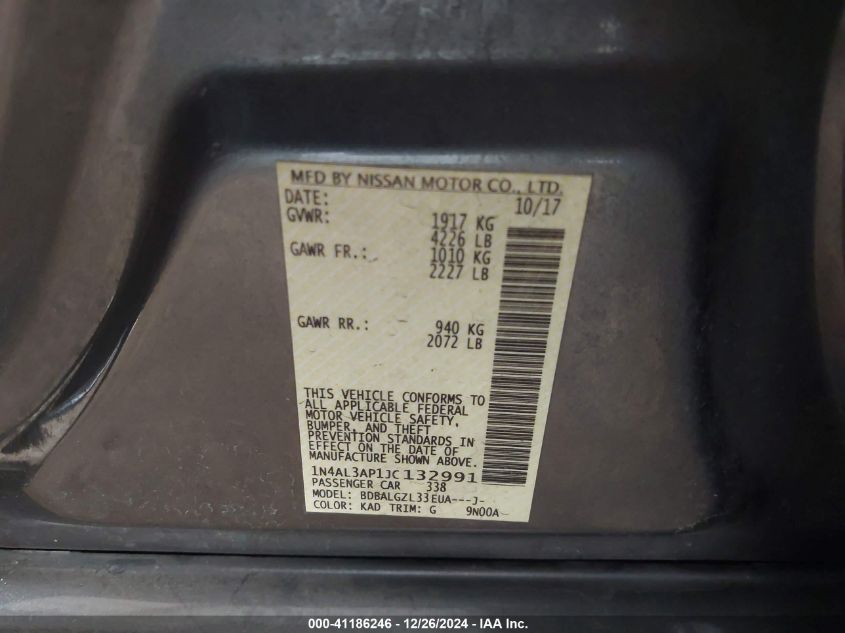 MFD BY NISSAN MOTOR CO., LTD.
DATE: 10/17
GVWR: 1917 KG
4226 LB
GAWR FR.: 1010 KG
2227 LB
GAWR RR.: 940 KG
2072 LB
THIS VEHICLE CONFORMS TO
ALL APPLICABLE FEDERAL
MOTOR VEHICLE SAFETY,
BUMPER, AND THEFT
PREVENTION STANDARDS IN
EFFECT ON THE DATE OF
MANUFACTURE SHOWN ABOVE.
1N4AL3AP1JC132991
PASSENGER CAR 338
MODEL: BDBALGZL33EUA---J-
COLOR: KAD TRIM: G 9N00A
000-41186246 - 12/26/2024 - IAA Inc.